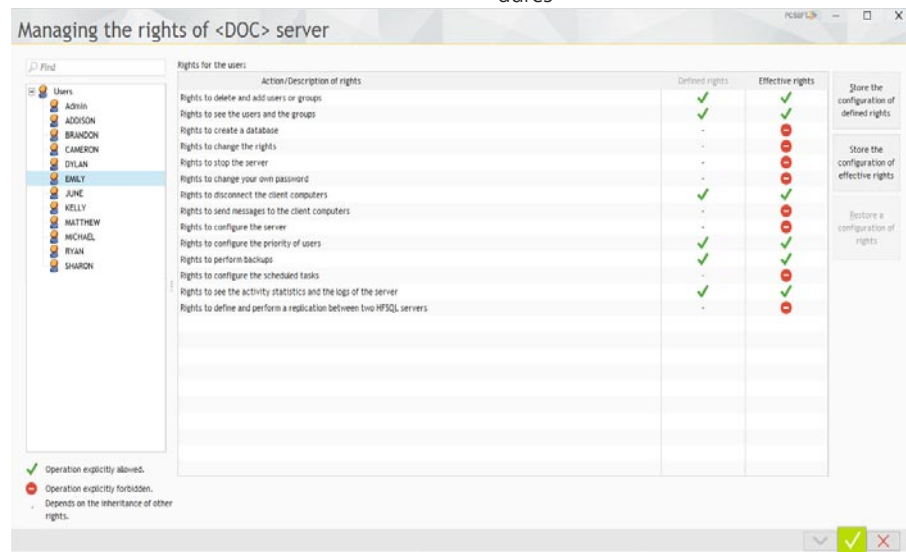 Managing the rights of <DOC> server
Find
Users
Admin
ADDISON
BRANDON
CAMERON
DYLAN
EMILY
JUNE
KELLY
MATTHEW
MICHAEL
RYAN
SHARON
Operation explicitly allowed.
Operation explicitly forbidden.
Depends on the inheritance of other
rights.
Rights for the user:
Action/Description of rights Defined rights Effective rights
Rights to delete and add users or groups
Rights to see the users and the groups
Rights to create a database -
Rights to change the rights -
Rights to stop the server -
Rights to change your own password -
Rights to disconnect the client computers
Rights to send messages to the client computers -
Rights to configure the server -
Rights to configure the priority of users
Rights to perform backups
Rights to configure the scheduled tasks -
Rights to see the activity statistics and the logs of the server
Rights to define and perform a replication between two HFSQL servers -
Store the
configuration of
defined rights
Store the
configuration of
effective rights
Restore a
configuration of
rights